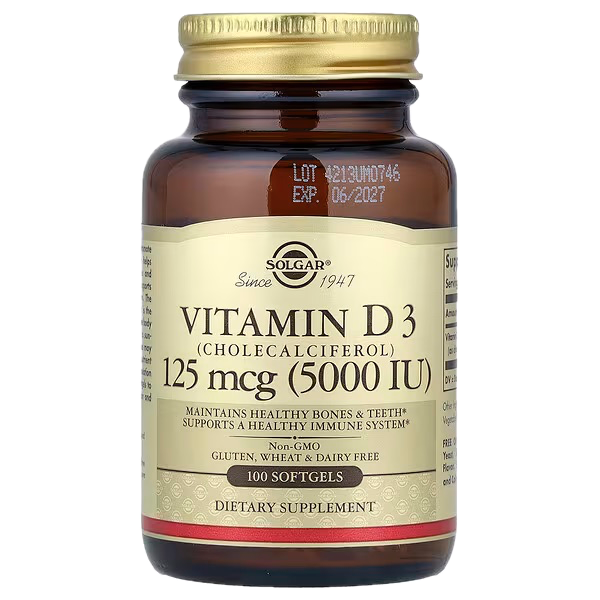 LOT 4213UMD746
EXP. 06/2027
SOLGAR®
Since 1947
VITAMIN D 3
(CHOLECALCIFEROL)
125 mcg (5000 IU)
MAINTAINS HEALTHY BONES & TEETH*
SUPPORTS A HEALTHY IMMUNE SYSTEM*
Non-GMO
GLUTEN, WHEAT & DAIRY FREE
100 SOFTGELS
DIETARY SUPPLEMENT